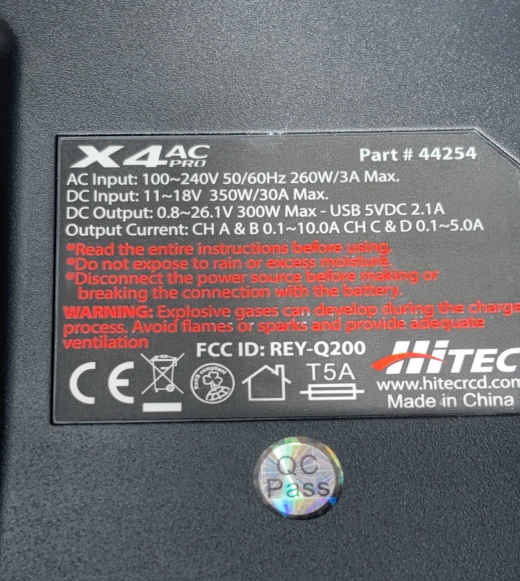 X4 AC PRO
Part # 44254
AC Input: 100~240V 50/60Hz 260W/3A Max.
DC Input: 11~18V 350W/30A Max.
DC Output: 0.8~26.1V 300W Max - USB 5VDC 2.1A
Output Current: CH A & B 0.1~10.0A CH C & D 0.1~5.0A
*Read the entire instructions before using.
*Do not expose to rain or excess moisture.
*Disconnect the power source before making or
breaking the connection with the battery.
WARNING: Explosive gases can develop during the charge
process. Avoid flames or sparks and provide adequate
ventilation
FCC ID: REY-Q200
CE
T5A
HiTEC
www.hitecrcd.com
Made in China
QC
Pass